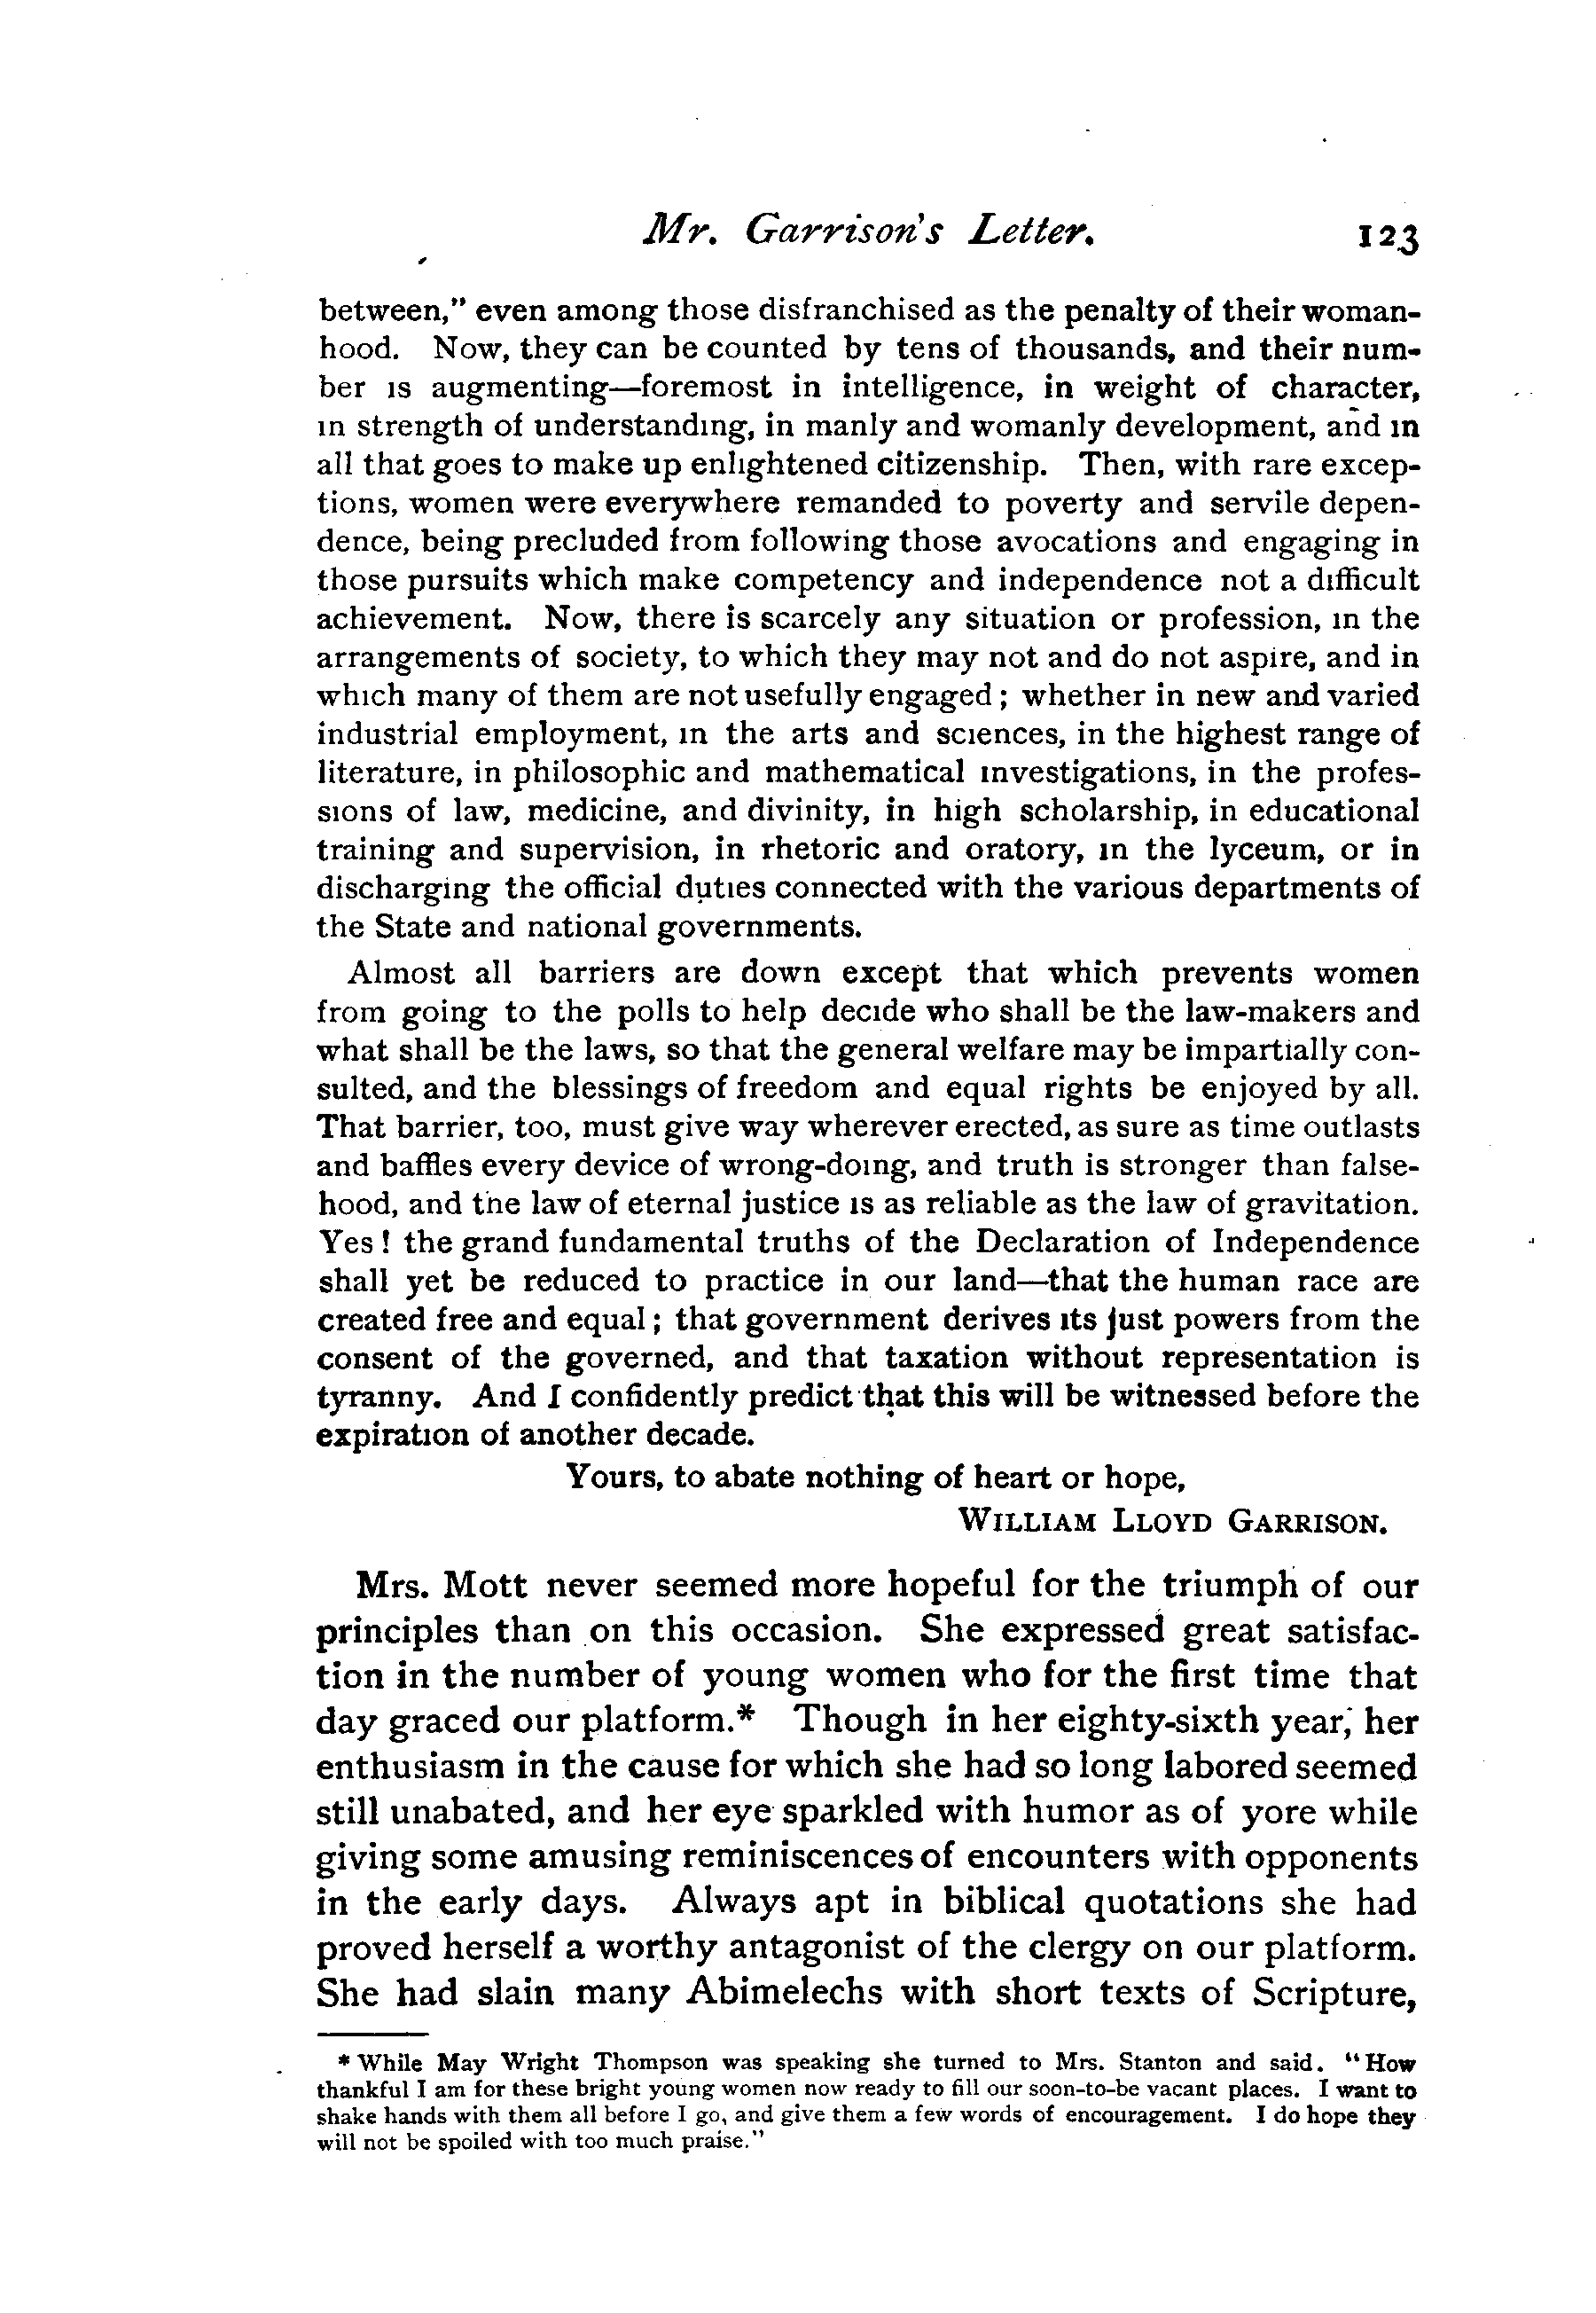 Mr. Garrison's Letter. 123
between," even among those disfranchised as the penalty of their woman-
hood. Now, they can be counted by tens of thousands, and their num-
ber is augmenting—foremost in intelligence, in weight of character,
in strength of understanding, in manly and womanly development, and in
all that goes to make up enlightened citizenship. Then, with rare excep-
tions, women were everywhere remanded to poverty and servile depen-
dence, being precluded from following those avocations and engaging in
those pursuits which make competency and independence not a difficult
achievement. Now, there is scarcely any situation or profession, in the
arrangements of society, to which they may not and do not aspire, and in
which many of them are not usefully engaged; whether in new and varied
industrial employment, in the arts and sciences, in the highest range of
literature, in philosophic and mathematical investigations, in the profes-
sions of law, medicine, and divinity, in high scholarship, in educational
training and supervision, in rhetoric and oratory, in the lyceum, or in
discharging the official duties connected with the various departments of
the State and national governments.
Almost all barriers are down except that which prevents women
from going to the polls to help decide who shall be the law-makers and
what shall be the laws, so that the general welfare may be impartially con-
sulted, and the blessings of freedom and equal rights be enjoyed by all.
That barrier, too, must give way wherever erected, as sure as time outlasts
and baffles every device of wrong-doing, and truth is stronger than false-
hood, and the law of eternal justice is as reliable as the law of gravitation.
Yes! the grand fundamental truths of the Declaration of Independence
shall yet be reduced to practice in our land—that the human race are
created free and equal; that government derives its just powers from the
consent of the governed, and that taxation without representation is
tyranny. And I confidently predict that this will be witnessed before the
expiration of another decade.
Yours, to abate nothing of heart or hope,
WILLIAM LLOYD GARRISON.
Mrs. Mott never seemed more hopeful for the triumph of our
principles than on this occasion. She expressed great satisfac-
tion in the number of young women who for the first time that
day graced our platform.* Though in her eighty-sixth year, her
enthusiasm in the cause for which she had so long labored seemed
still unabated, and her eye sparkled with humor as of yore while
giving some amusing reminiscences of encounters with opponents
in the early days. Always apt in biblical quotations she had
proved herself a worthy antagonist of the clergy on our platform.
She had slain many Abimelechs with short texts of Scripture,
* While May Wright Thompson was speaking she turned to Mrs. Stanton and said. "How
thankful I am for these bright young women now ready to fill our soon-to-be vacant places. I want to
shake hands with them all before I go, and give them a few words of encouragement. I do hope they
will not be spoiled with too much praise."